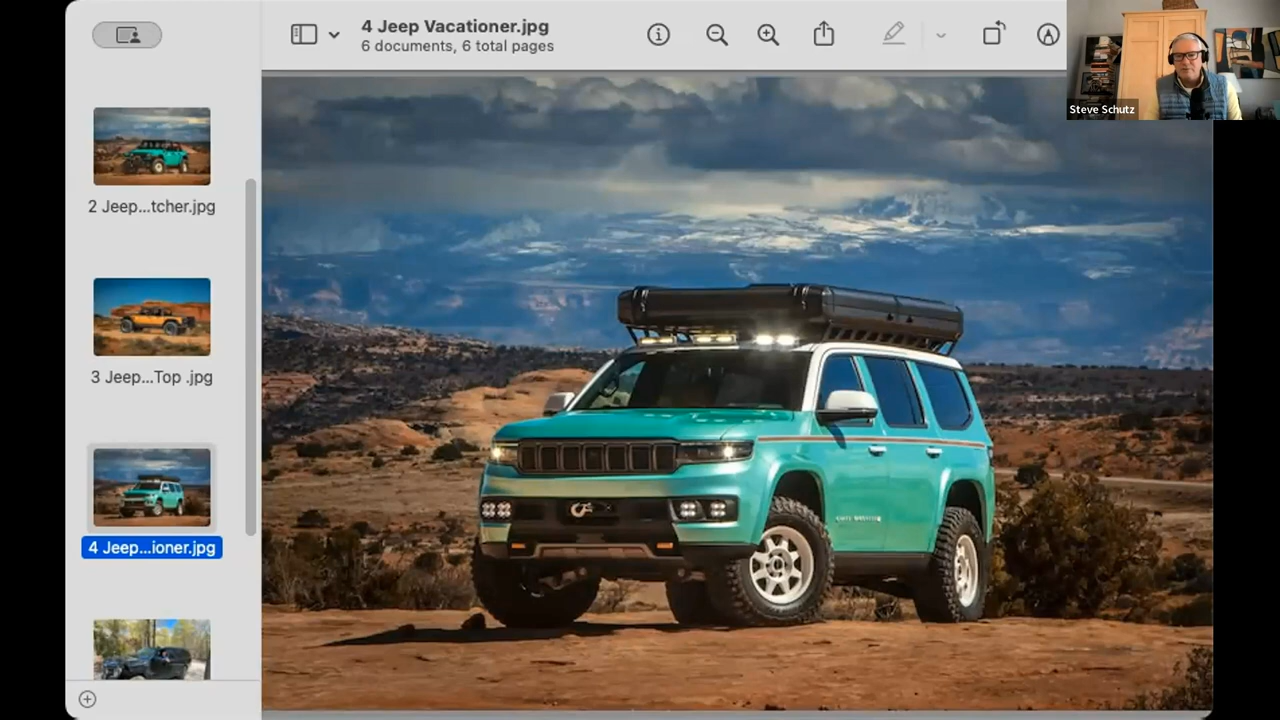 4 Jeep Vacationer.jpg
6 documents, 6 total pages
Steve Schutz
2 Jeep...tcher.jpg
3 Jeep...Top .jpg
4 Jeep...ioner.jpg